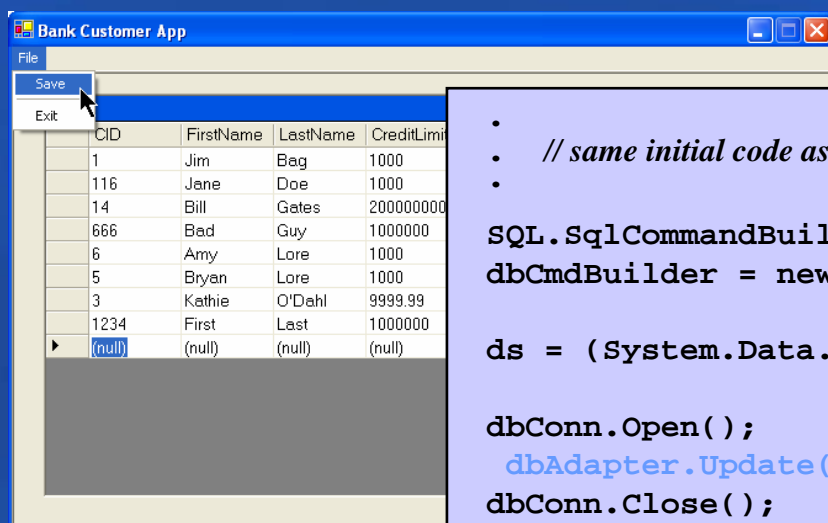 Bank Customer App
File
Save
Exit
CID FirstName LastName CreditLimi
1 Jim Bag 1000
116 Jane Doe 1000
14 Bill Gates 200000000
666 Bad Guy 1000000
6 Amy Lore 1000
5 Bryan Lore 1000
3 Kathie O'Dahl 9999.99
1234 First Last 1000000
(null) (null) (null) (null)
.
. // same initial code as
.
SQL.SqlCommandBuil
dbCmdBuilder = new
ds = (System.Data.
dbConn.Open();
dbAdapter.Update(
dbConn.Close();